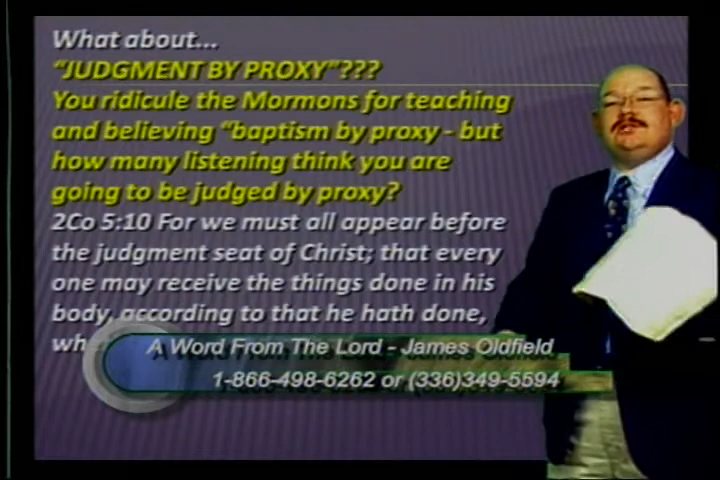 What about...
"JUDGMENT BY PROXY"???
You ridicule the Mormons for teaching
and believing "baptism by proxy - but
how many listening think you are
going to be judged by proxy?
2Co 5:10 For we must all appear before
the judgment seat of Christ; that every
one may receive the things done in his
body, according to that he hath done,
A Word From The Lord - James Oldfield
1-866-498-6262 or (336)349-5594